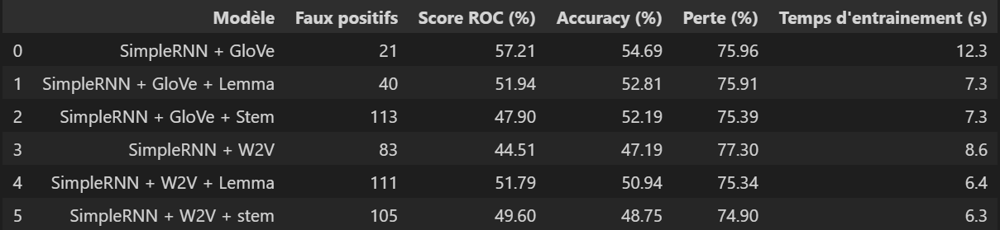 Modèle Faux positifs Score ROC (%) Accuracy (%) Perte (%) Temps d'entrainement (s)
0 SimpleRNN + GloVe 21 57.21 54.69 75.96 12.3
1 SimpleRNN + GloVe + Lemma 40 51.94 52.81 75.91 7.3
2 SimpleRNN + GloVe + Stem 113 47.90 52.19 75.39 7.3
3 SimpleRNN + W2V 83 44.51 47.19 77.30 8.6
4 SimpleRNN + W2V + Lemma 111 51.79 50.94 75.34 6.4
5 SimpleRNN + W2V + stem 105 49.60 48.75 74.90 6.3